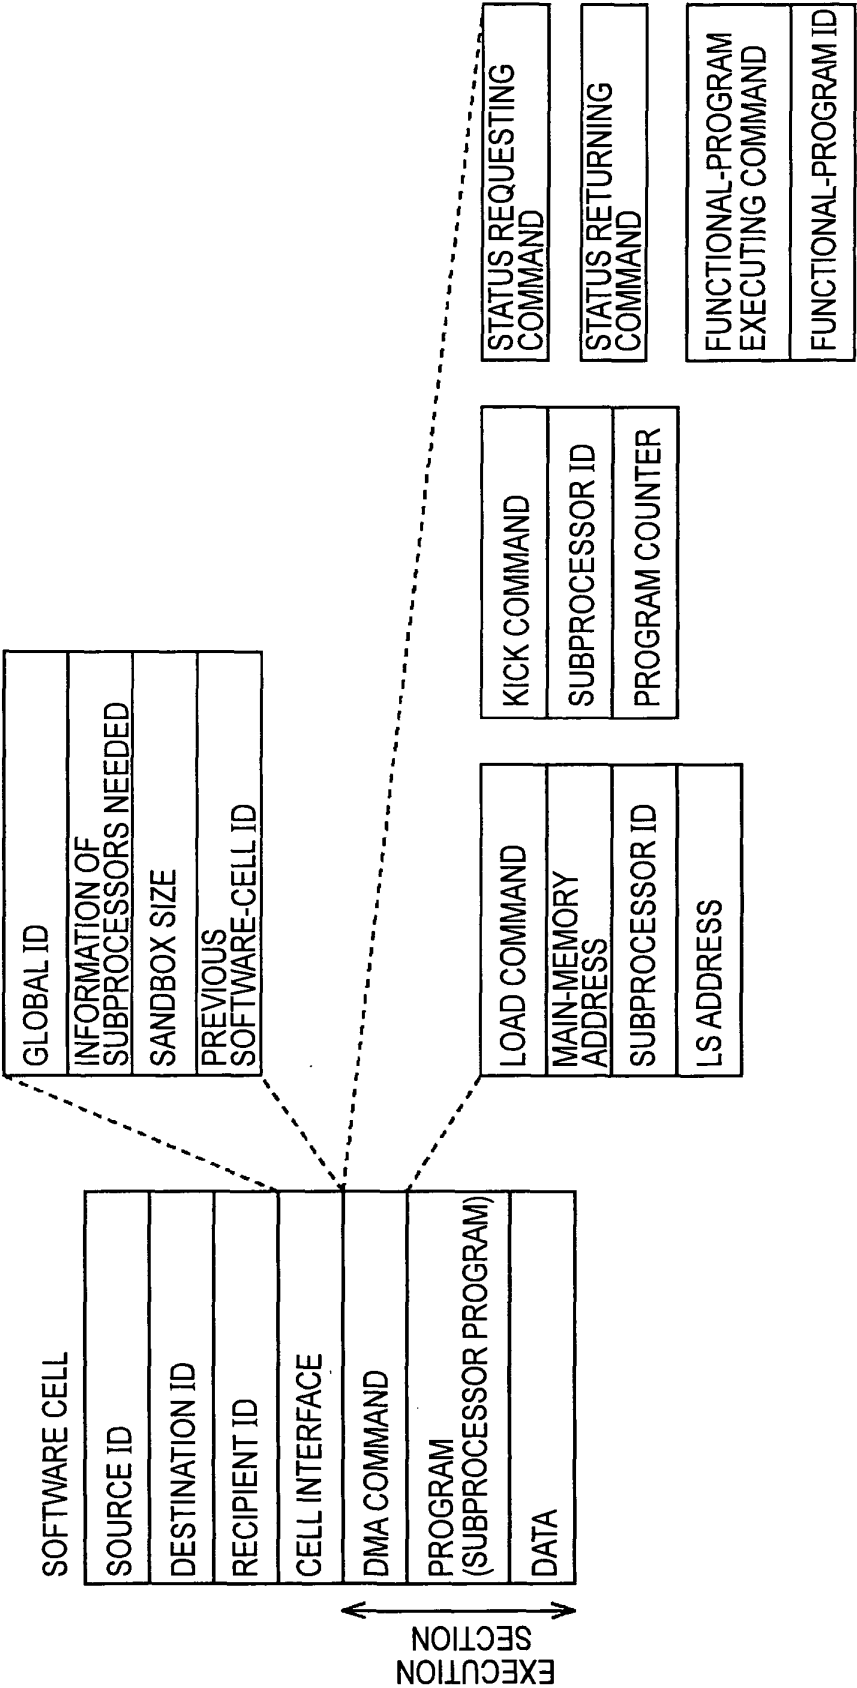 SOFTWARE CELL
SOURCE ID
DESTINATION ID
RECIPIENT ID
CELL INTERFACE
DMA COMMAND
PROGRAM
(SUBPROCESSOR PROGRAM)
DATA
EXECUTION
SECTION
GLOBAL ID
INFORMATION OF
SUBPROCESSORS NEEDED
SANDBOX SIZE
PREVIOUS
SOFTWARE-CELL ID
LOAD COMMAND
MAIN-MEMORY
ADDRESS
SUBPROCESSOR ID
LS ADDRESS
KICK COMMAND
SUBPROCESSOR ID
PROGRAM COUNTER
STATUS REQUESTING
COMMAND
STATUS RETURNING
COMMAND
FUNCTIONAL-PROGRAM
EXECUTING COMMAND
FUNCTIONAL-PROGRAM ID